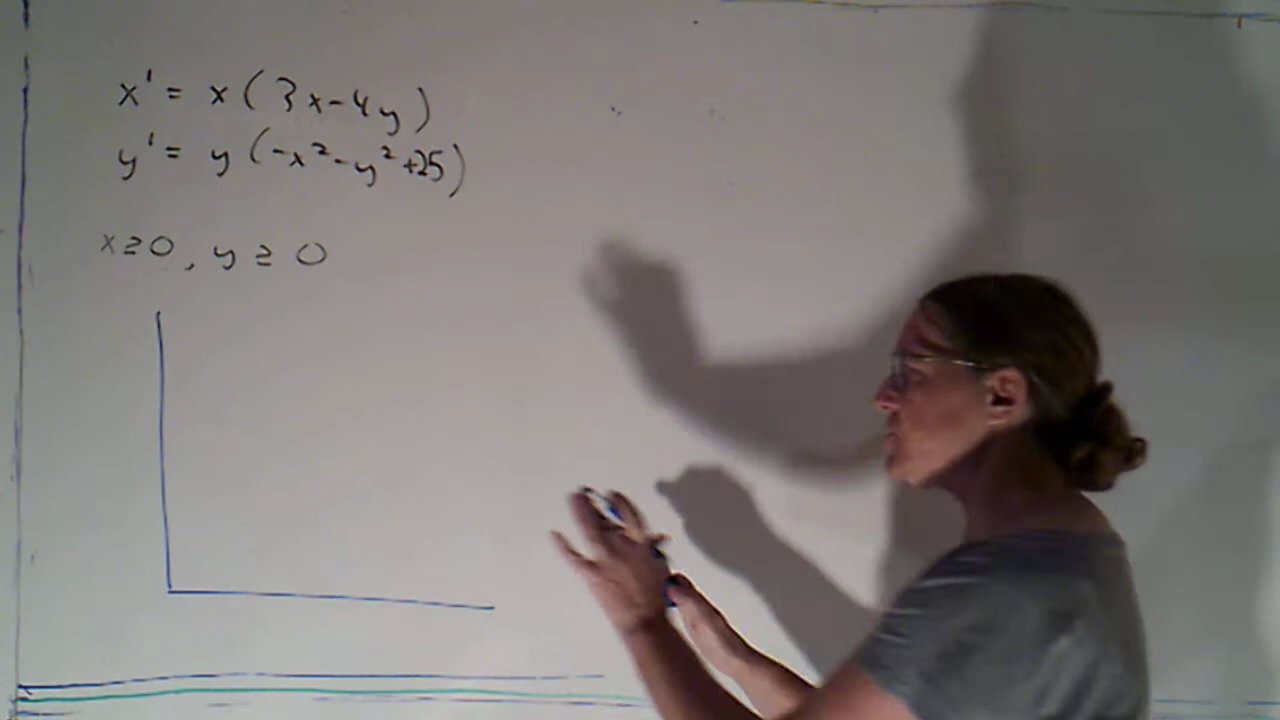 x' = x (3x-4y)
y' = y (-x²-y²+25)
x≥0, y ≥ 0